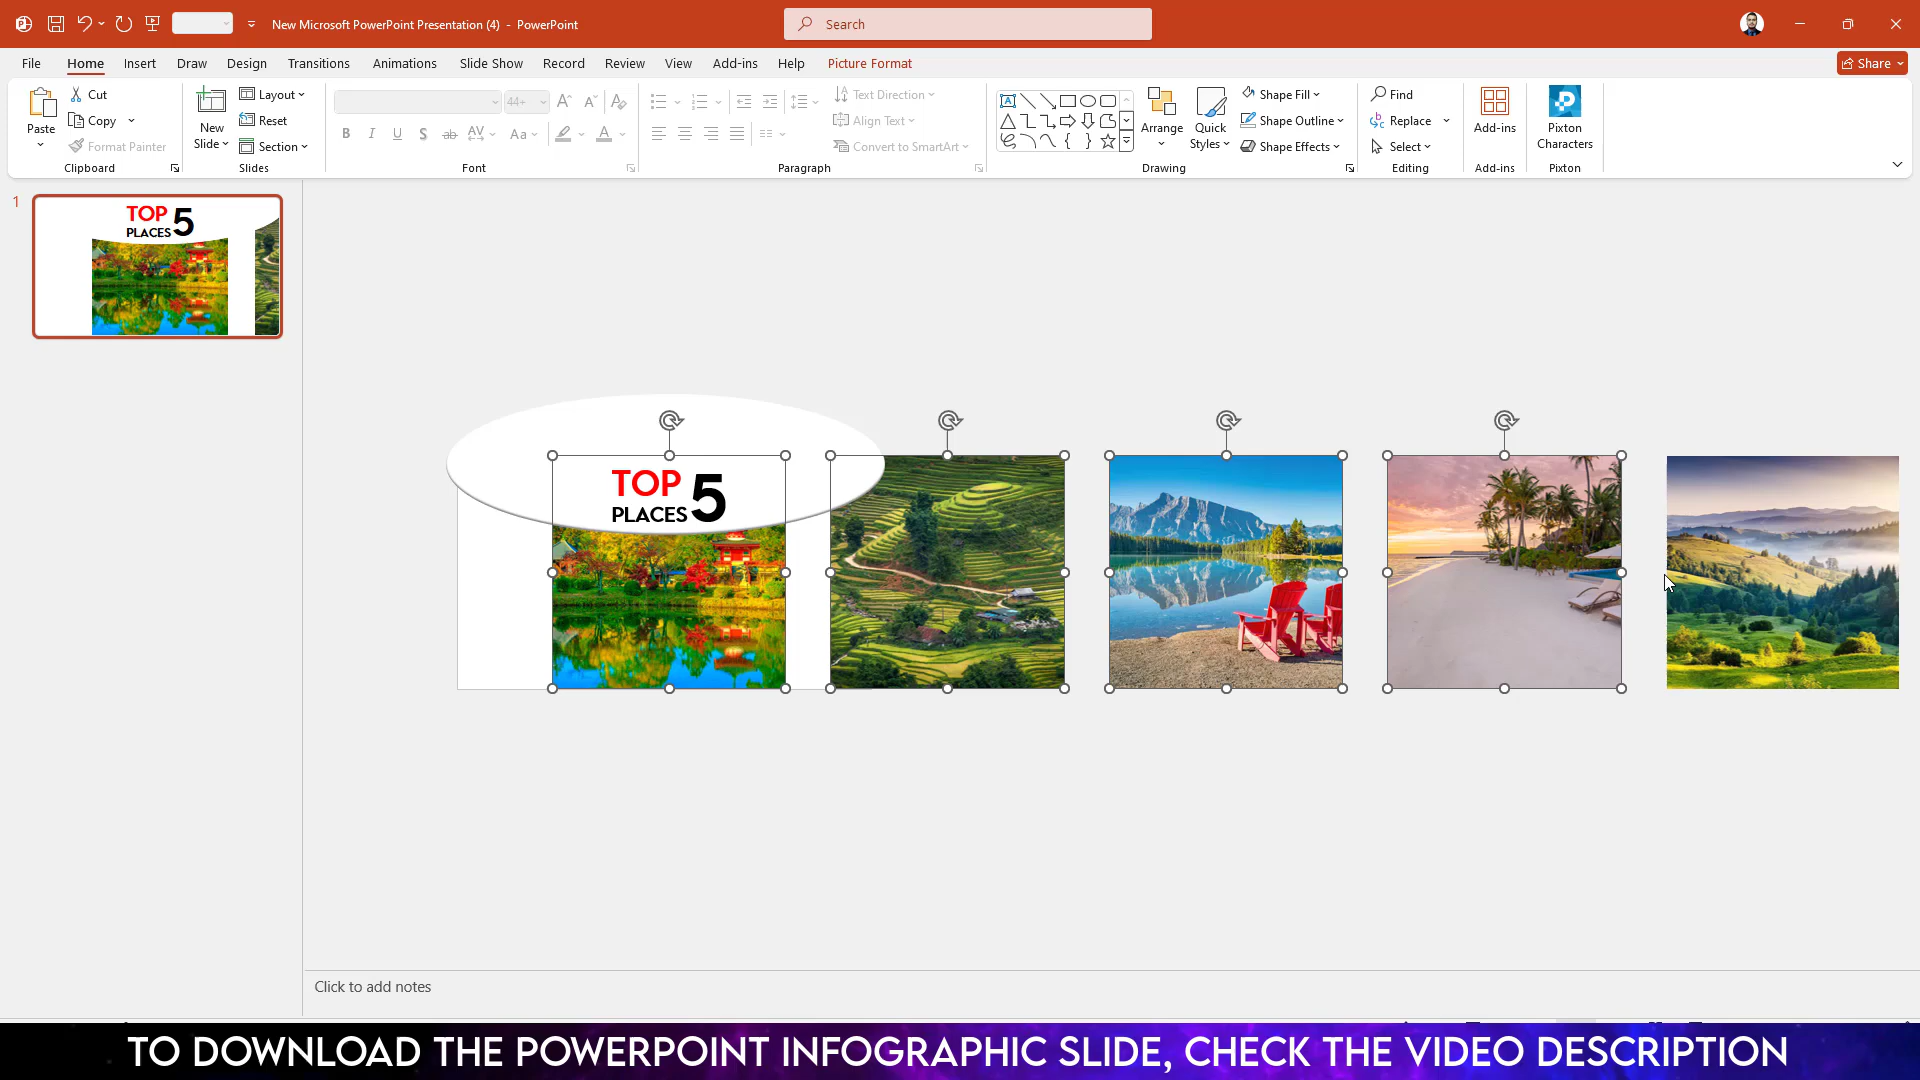 New Microsoft PowerPoint Presentation (4) - PowerPoint
Search
File
Home
Insert
Draw
Design
Transitions
Animations
Slide Show
Record
Review
View
Add-ins
Help
Picture Format
Share
Paste
Cut
Copy
Format Painter
Clipboard
New
Slide
Layout
Reset
Section
Slides
44+
B I U S ab AV Aa A
Font
Text Direction
Align Text
Convert to SmartArt
Paragraph
Arrange
Quick
Styles
Shape Fill
Shape Outline
Shape Effects
Drawing
Find
Replace
Select
Editing
Add-ins
Add-ins
Pixton
Characters
Pixton
1
TOP
PLACES 5
TOP
PLACES 5
Click to add notes
TO DOWNLOAD THE POWERPOINT INFOGRAPHIC SLIDE, CHECK THE VIDEO DESCRIPTION